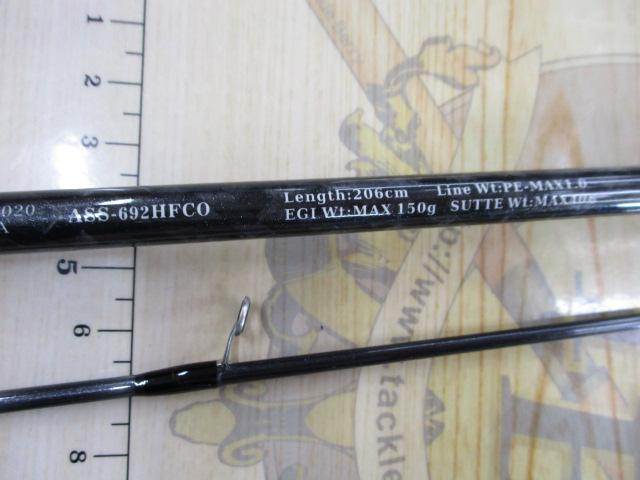 1
2
3
020 ASS-692HFCO Length:206cm Line Wt:PE-MAX1.0
A EGI Wt:MAX 150g SUTTE Wt:MAX
5
6
8
p://www.tackle